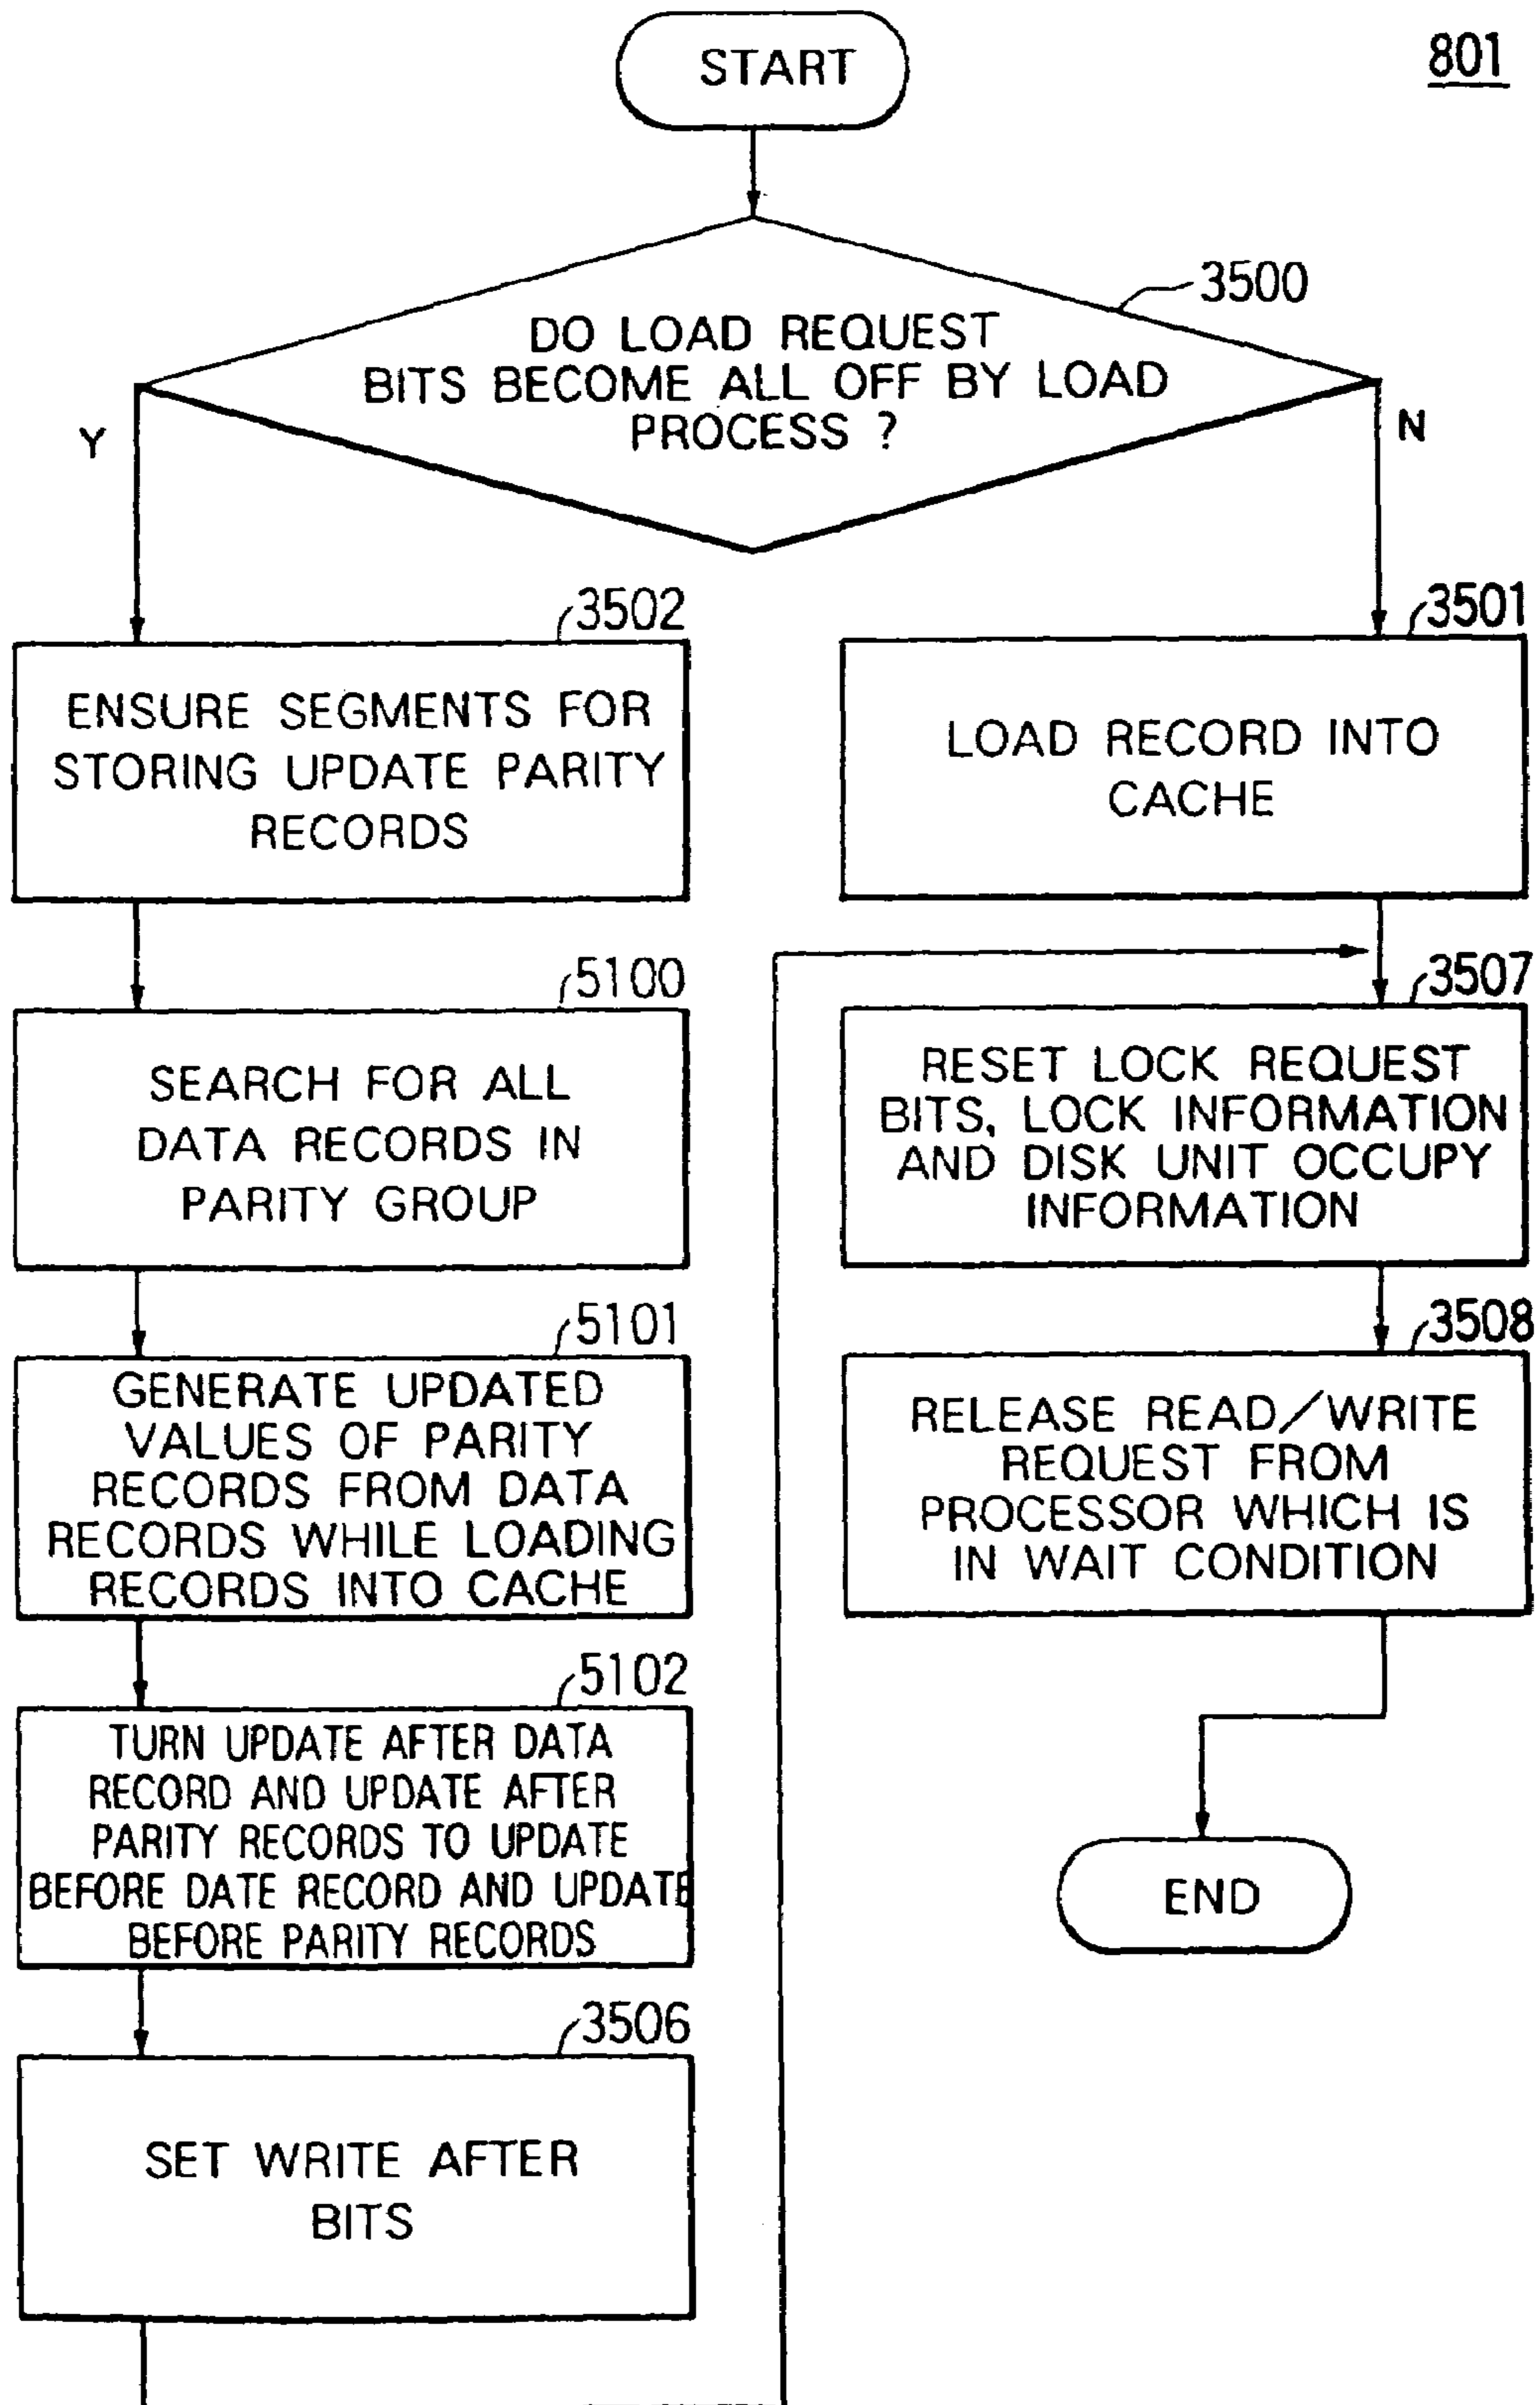 START
801
3500
DO LOAD REQUEST
BITS BECOME ALL OFF BY LOAD
PROCESS ?
Y
N
3502
ENSURE SEGMENTS FOR
STORING UPDATE PARITY
RECORDS
3501
LOAD RECORD INTO
CACHE
5100
SEARCH FOR ALL
DATA RECORDS IN
PARITY GROUP
3507
RESET LOCK REQUEST
BITS, LOCK INFORMATION
AND DISK UNIT OCCUPY
INFORMATION
5101
GENERATE UPDATED
VALUES OF PARITY
RECORDS FROM DATA
RECORDS WHILE LOADING
RECORDS INTO CACHE
3508
RELEASE READ/WRITE
REQUEST FROM
PROCESSOR WHICH IS
IN WAIT CONDITION
5102
TURN UPDATE AFTER DATA
RECORD AND UPDATE AFTER
PARITY RECORDS TO UPDATE
BEFORE DATE RECORD AND UPDATE
BEFORE PARITY RECORDS
END
3506
SET WRITE AFTER
BITS